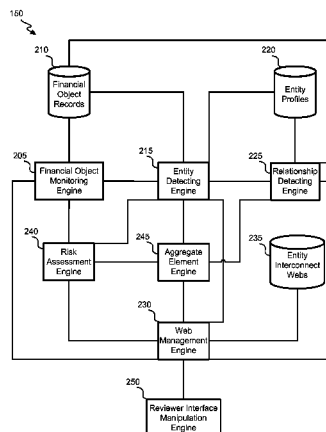 150
210
Financial
Object
Records
220
Entity
Profiles
205
Financial Object
Monitoring
Engine
215
Entity
Detecting
Engine
225
Relationship
Detecting
Engine
240
Risk
Assessment
Engine
245
Aggregate
Element
Engine
235
Entity
Interconnect
Webs
230
Web
Management
Engine
250
Reviewer Interface
Manipulation
Engine